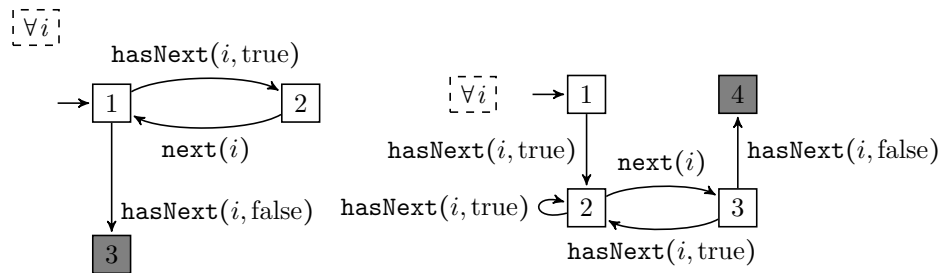 ∀i
hasNext(i, true)
1
2
next(i)
hasNext(i, false)
3
∀i
1
4
hasNext(i, true)
next(i)
hasNext(i, false)
hasNext(i, true)
2
3
hasNext(i, true)